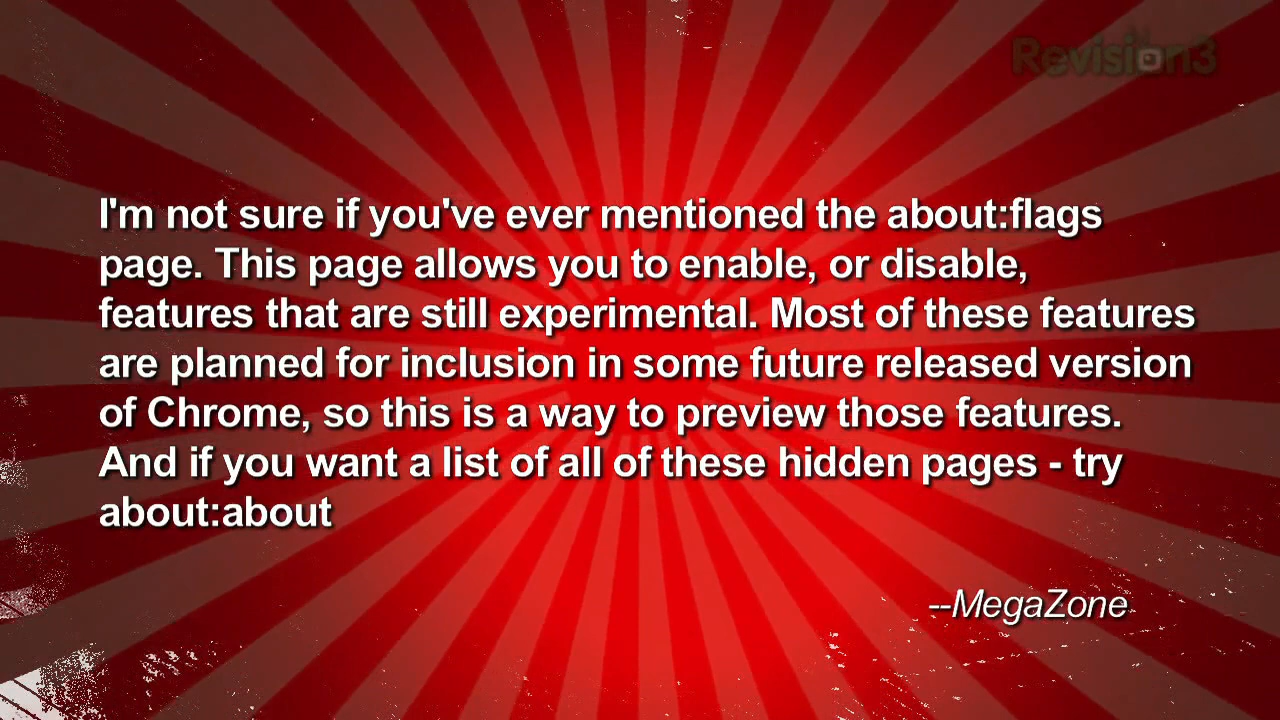 Revision3
I'm not sure if you've ever mentioned the about:flags
page. This page allows you to enable, or disable,
features that are still experimental. Most of these features
are planned for inclusion in some future released version
of Chrome, so this is a way to preview those features.
And if you want a list of all of these hidden pages - try
about:about
--MegaZone